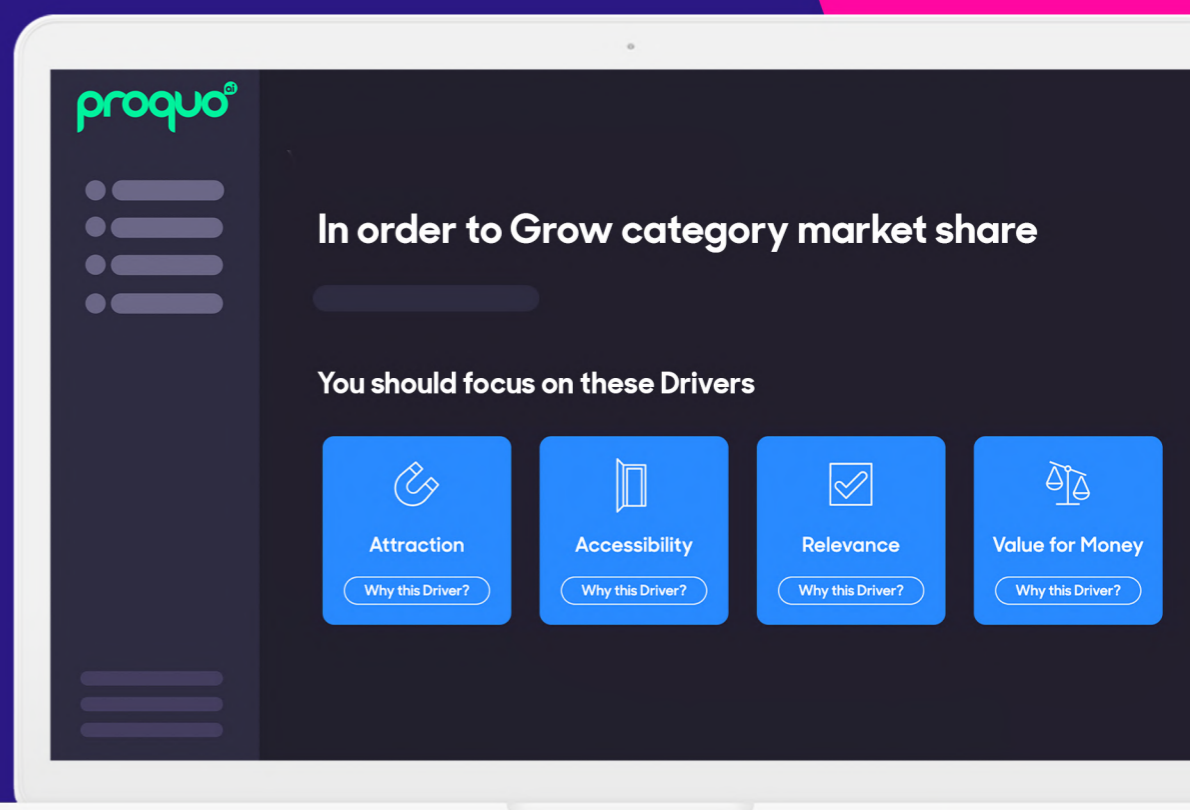 proquo ai
In order to Grow category market share
You should focus on these Drivers
Attraction
Accessibility
Relevance
Value for Money
Why this Driver?
Why this Driver?
Why this Driver?
Why this Driver?